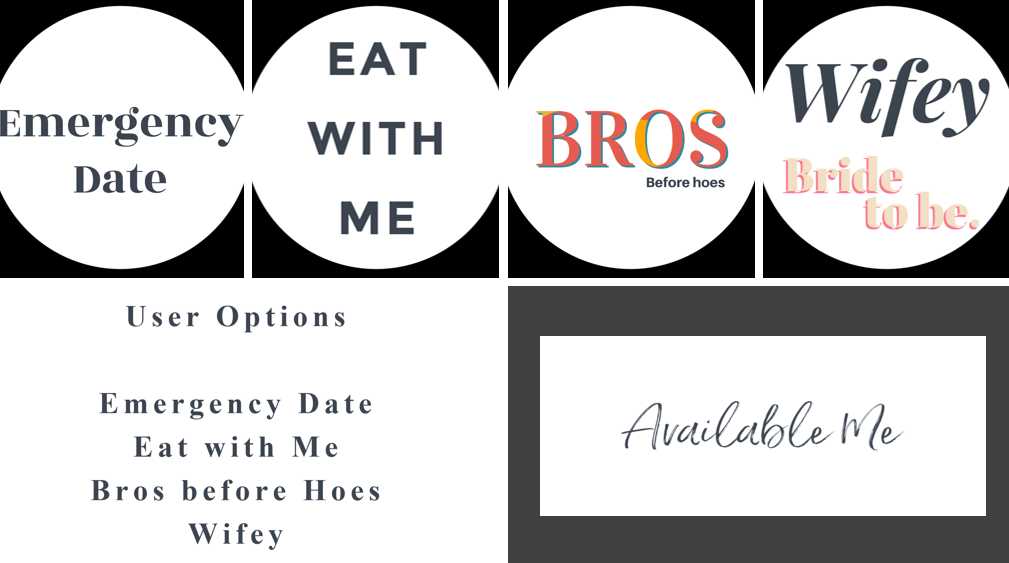 Emergency
Date
EAT
WITH
ME
BROS
Before hoes
Wifey
Bride
to be.
User Options
Emergency Date
Eat with Me
Bros before Hoes
Wifey
Available Me